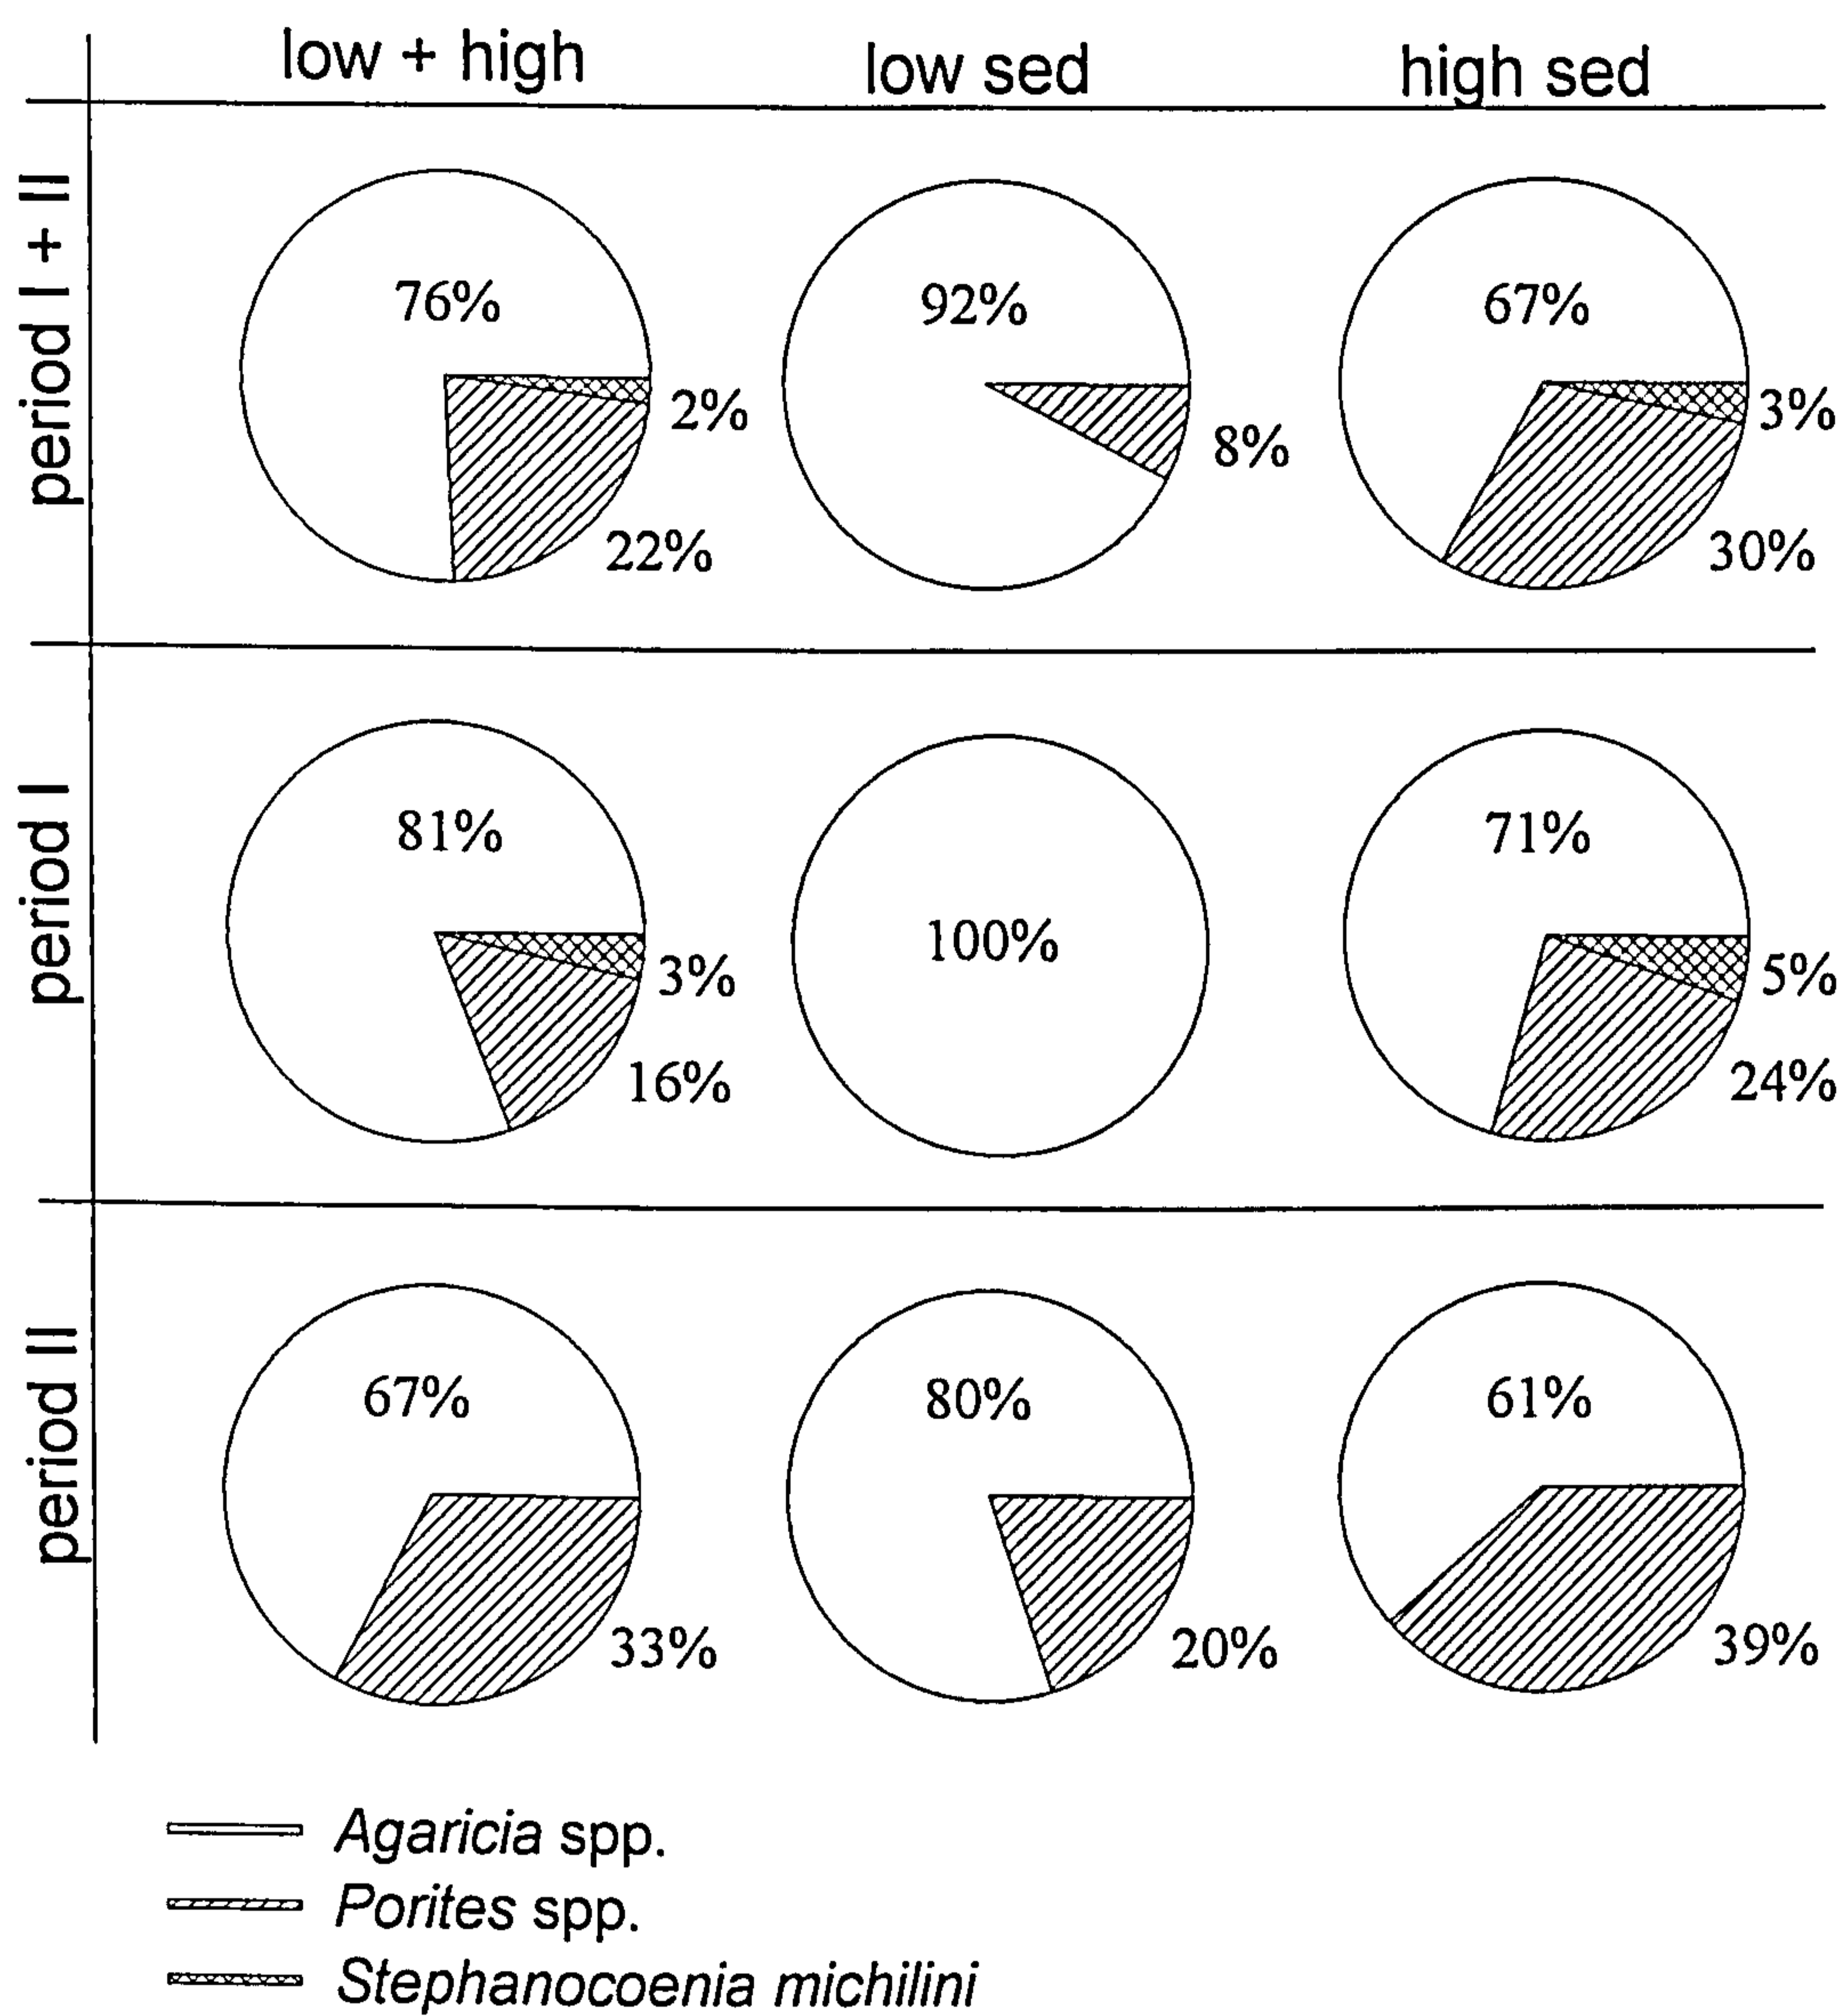 low + high low sed high sed
period I + II
76% 92% 67%
2% 8% 3%
22% 30%
period I
81% 100% 71%
3% 5%
16% 24%
period II
67% 80% 61%
33% 20% 39%
Agaricia spp.
Porites spp.
Stephanocoenia michilini